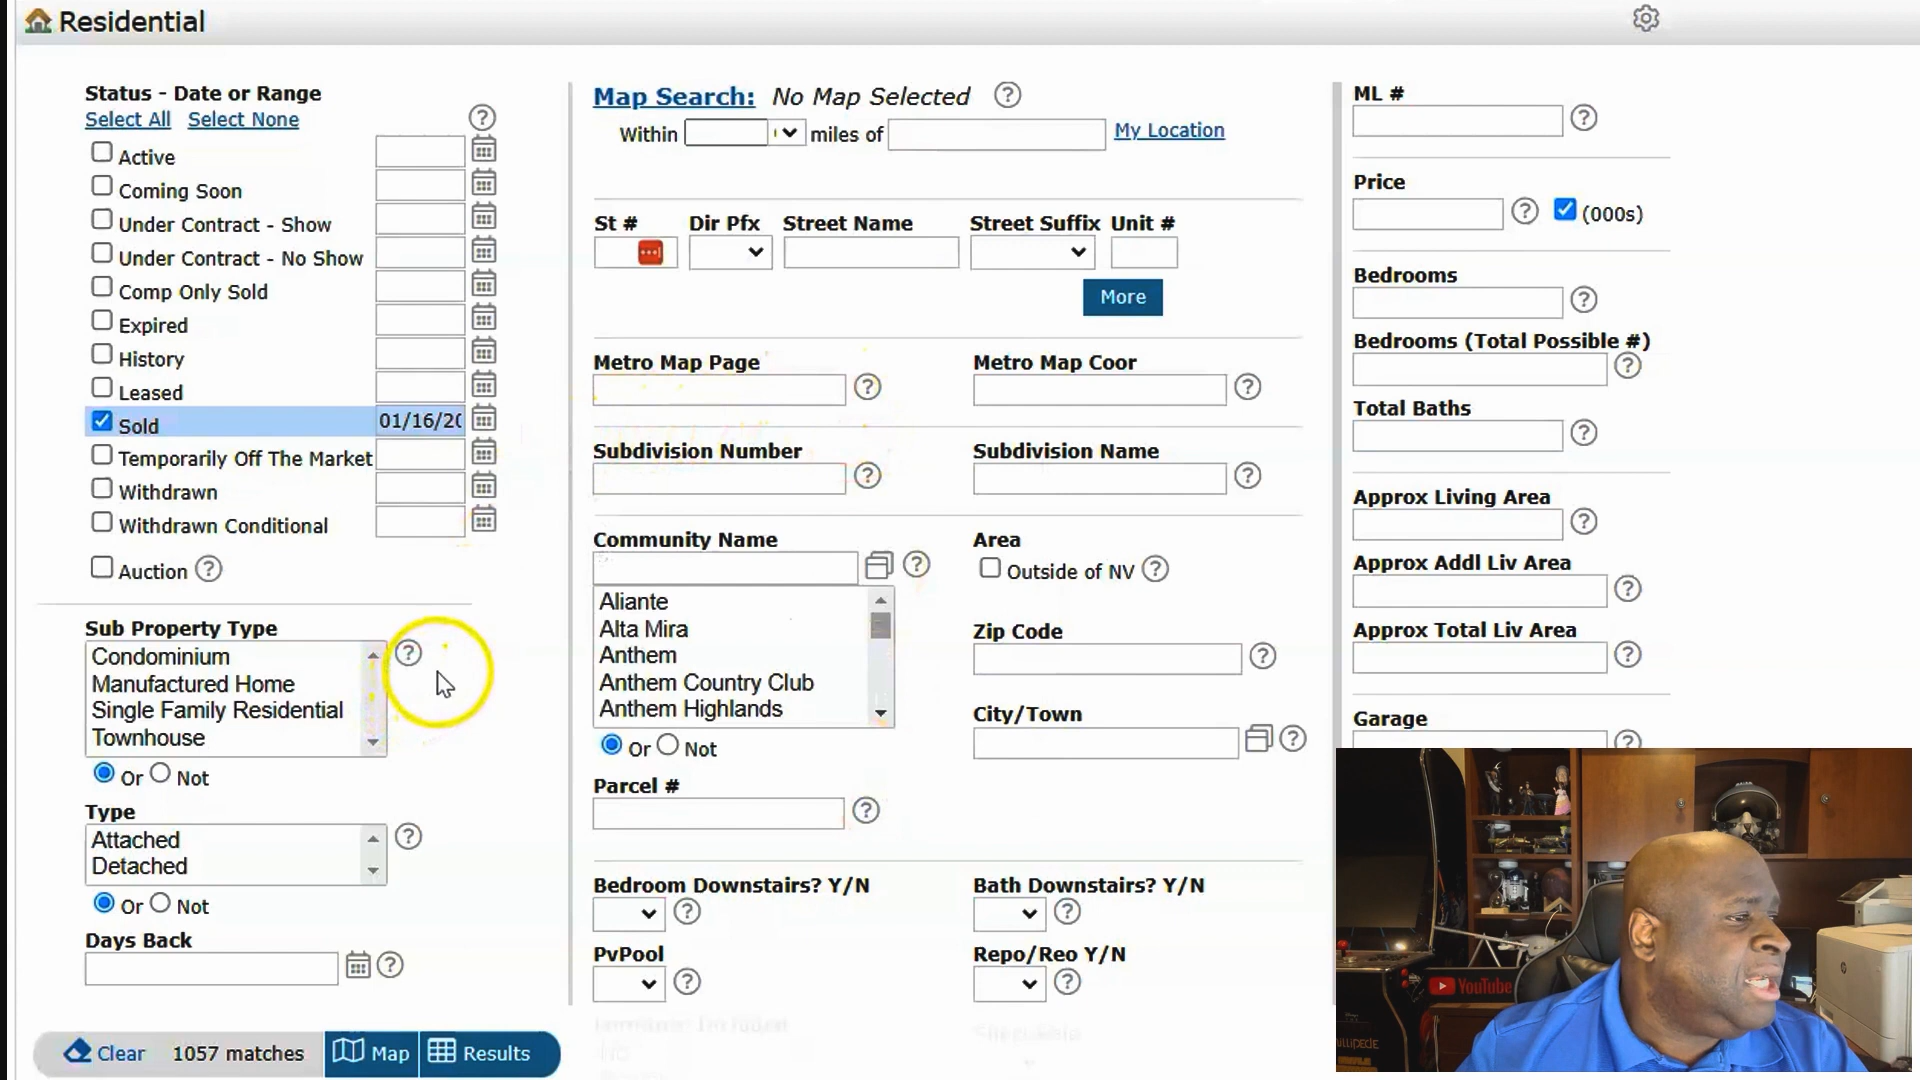 Residential
Status - Date or Range
Select All Select None
Active
Coming Soon
Under Contract - Show
Under Contract - No Show
Comp Only Sold
Expired
History
Leased
Sold 01/16/20
Temporarily Off The Market
Withdrawn
Withdrawn Conditional
Auction
Sub Property Type
Condominium
Manufactured Home
Single Family Residential
Townhouse
Or Not
Type
Attached
Detached
Or Not
Days Back
Clear 1057 matches Map Results
Map Search: No Map Selected
Within miles of My Location
St # Dir Pfx Street Name Street Suffix Unit #
More
Metro Map Page Metro Map Coor
Subdivision Number Subdivision Name
Community Name
Aliante
Alta Mira
Anthem
Anthem Country Club
Anthem Highlands
Or Not
Parcel #
Area
Outside of NV
Zip Code
City/Town
Bedroom Downstairs? Y/N Bath Downstairs? Y/N
PvPool Repo/Reo Y/N
ML #
Price
(000s)
Bedrooms
Bedrooms (Total Possible #)
Total Baths
Approx Living Area
Approx Addl Liv Area
Approx Total Liv Area
Garage
YouTube